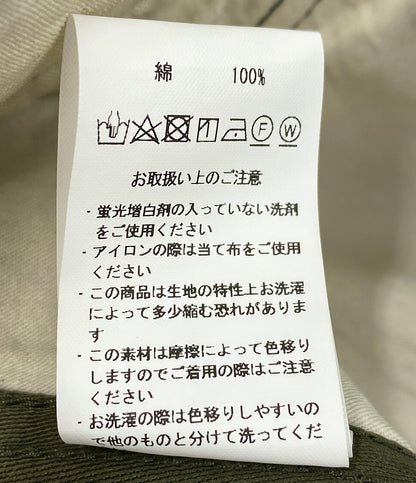 綿 100%
F W
お取扱い上のご注意
・蛍光増白剤の入っていない洗剤
をご使用ください
・アイロンの際は当て布をご使用
ください
・この商品は生地の特性上お洗濯
によって多少縮む恐れがありま
す
・この素材は摩擦によって色移り
しますのでご着用の際はご注意
ください
・お洗濯の際は色移りしやすいの
で他のものと分けて洗ってくだ